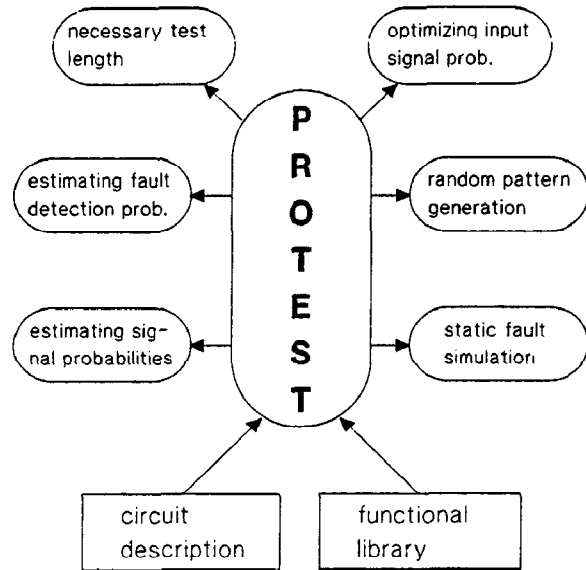 necessary test
length
optimizing input
signal prob.
PROTEST
estimating fault
detection prob.
random pattern
generation
estimating sig-
nal probabilities
static fault
simulation
circuit
description
functional
library